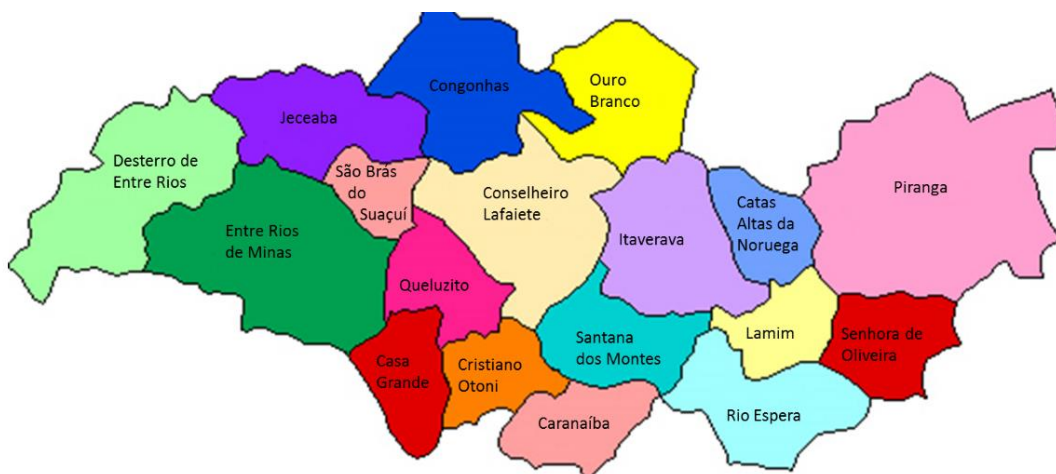 Congonhas
Ouro
Branco
Jeceaba
Desterro de
Entre Rios
São Brás
do
Suaçuí
Conselheiro
Lafaiete
Piranga
Catas
Altas da
Noruega
Entre Rios
de Minas
Itaverava
Queluzito
Santana
dos Montes
Lamim
Senhora de
Oliveira
Casa
Grande
Cristiano
Otoni
Caranaíba
Rio Espera